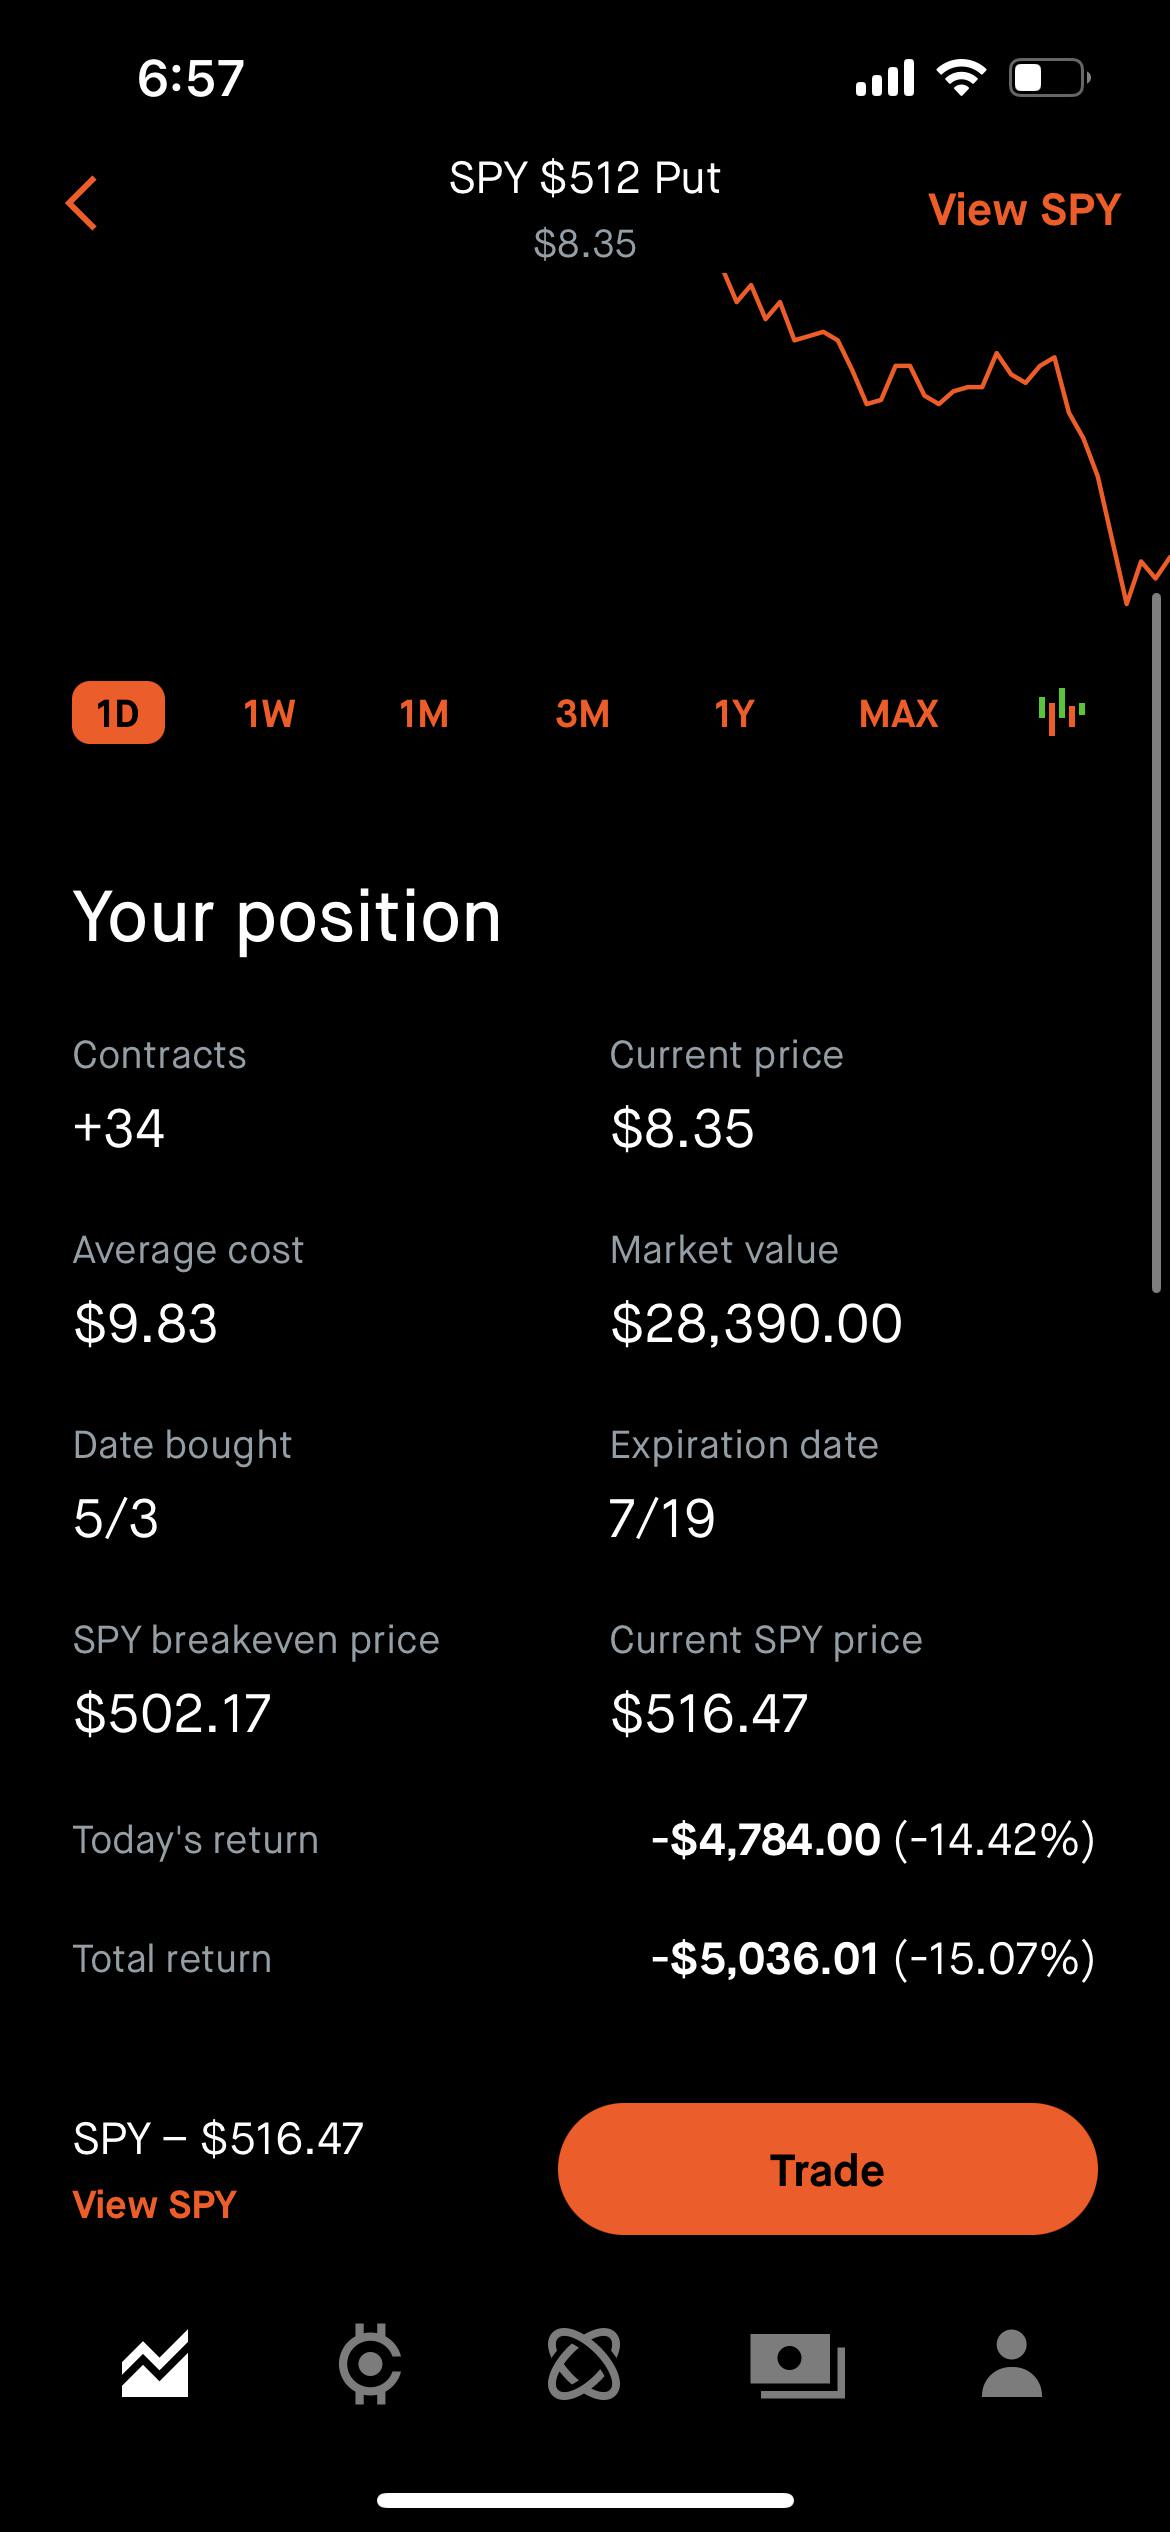 6:57
SPY $512 Put
$8.35
View SPY
1D 1W 1M 3M 1Y MAX
Your position
Contracts
+34
Current price
$8.35
Average cost
$9.83
Market value
$28,390.00
Date bought
5/3
Expiration date
7/19
SPY breakeven price
$502.17
Current SPY price
$516.47
Today's return
-$4,784.00 (-14.42%)
Total return
-$5,036.01 (-15.07%)
SPY – $516.47
View SPY
Trade